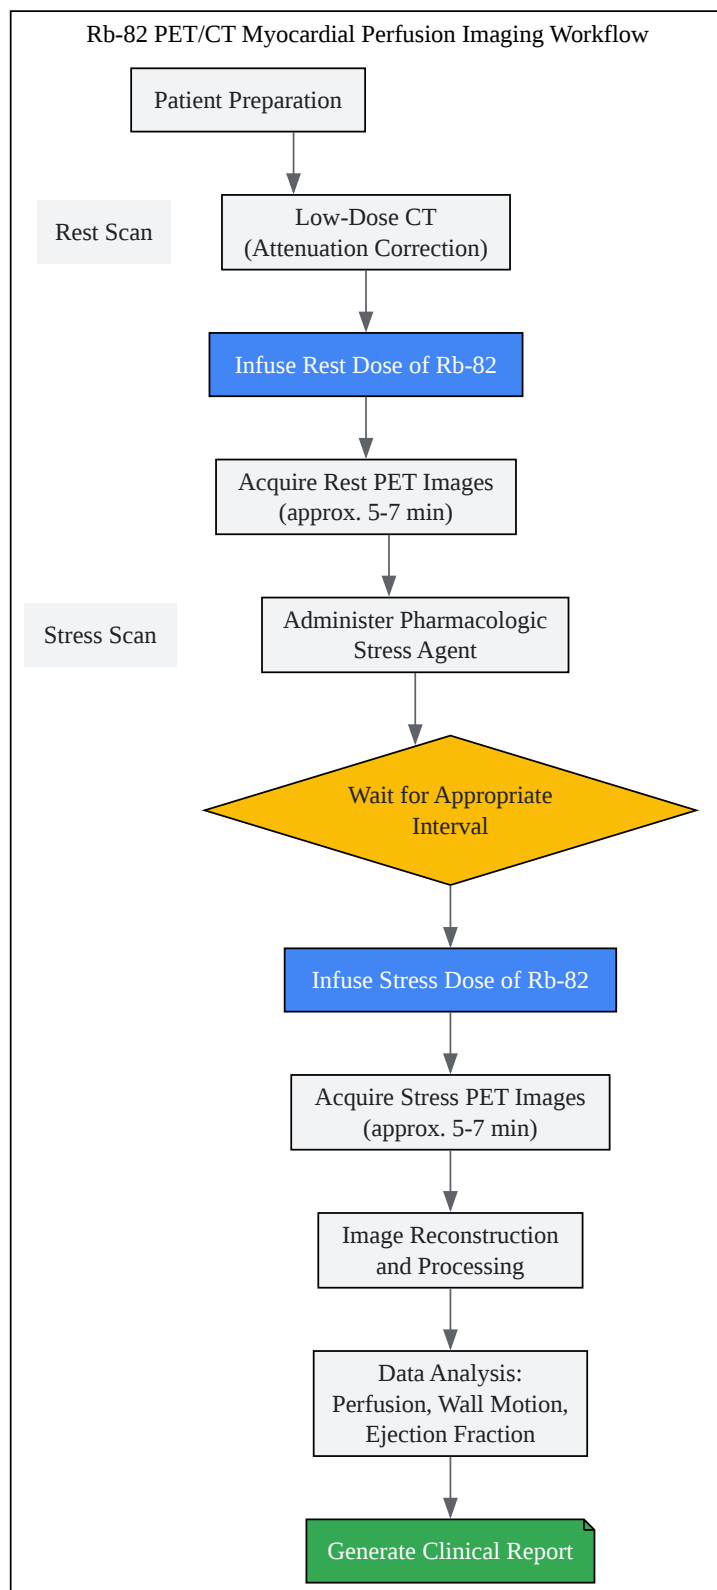 Rb-82 PET/CT Myocardial Perfusion Imaging Workflow
Patient Preparation
Rest Scan
Low-Dose CT
(Attenuation Correction)
Infuse Rest Dose of Rb-82
Acquire Rest PET Images
(approx. 5-7 min)
Stress Scan
Administer Pharmacologic
Stress Agent
Wait for Appropriate
Interval
Infuse Stress Dose of Rb-82
Acquire Stress PET Images
(approx. 5-7 min)
Image Reconstruction
and Processing
Data Analysis:
Perfusion, Wall Motion,
Ejection Fraction
Generate Clinical Report